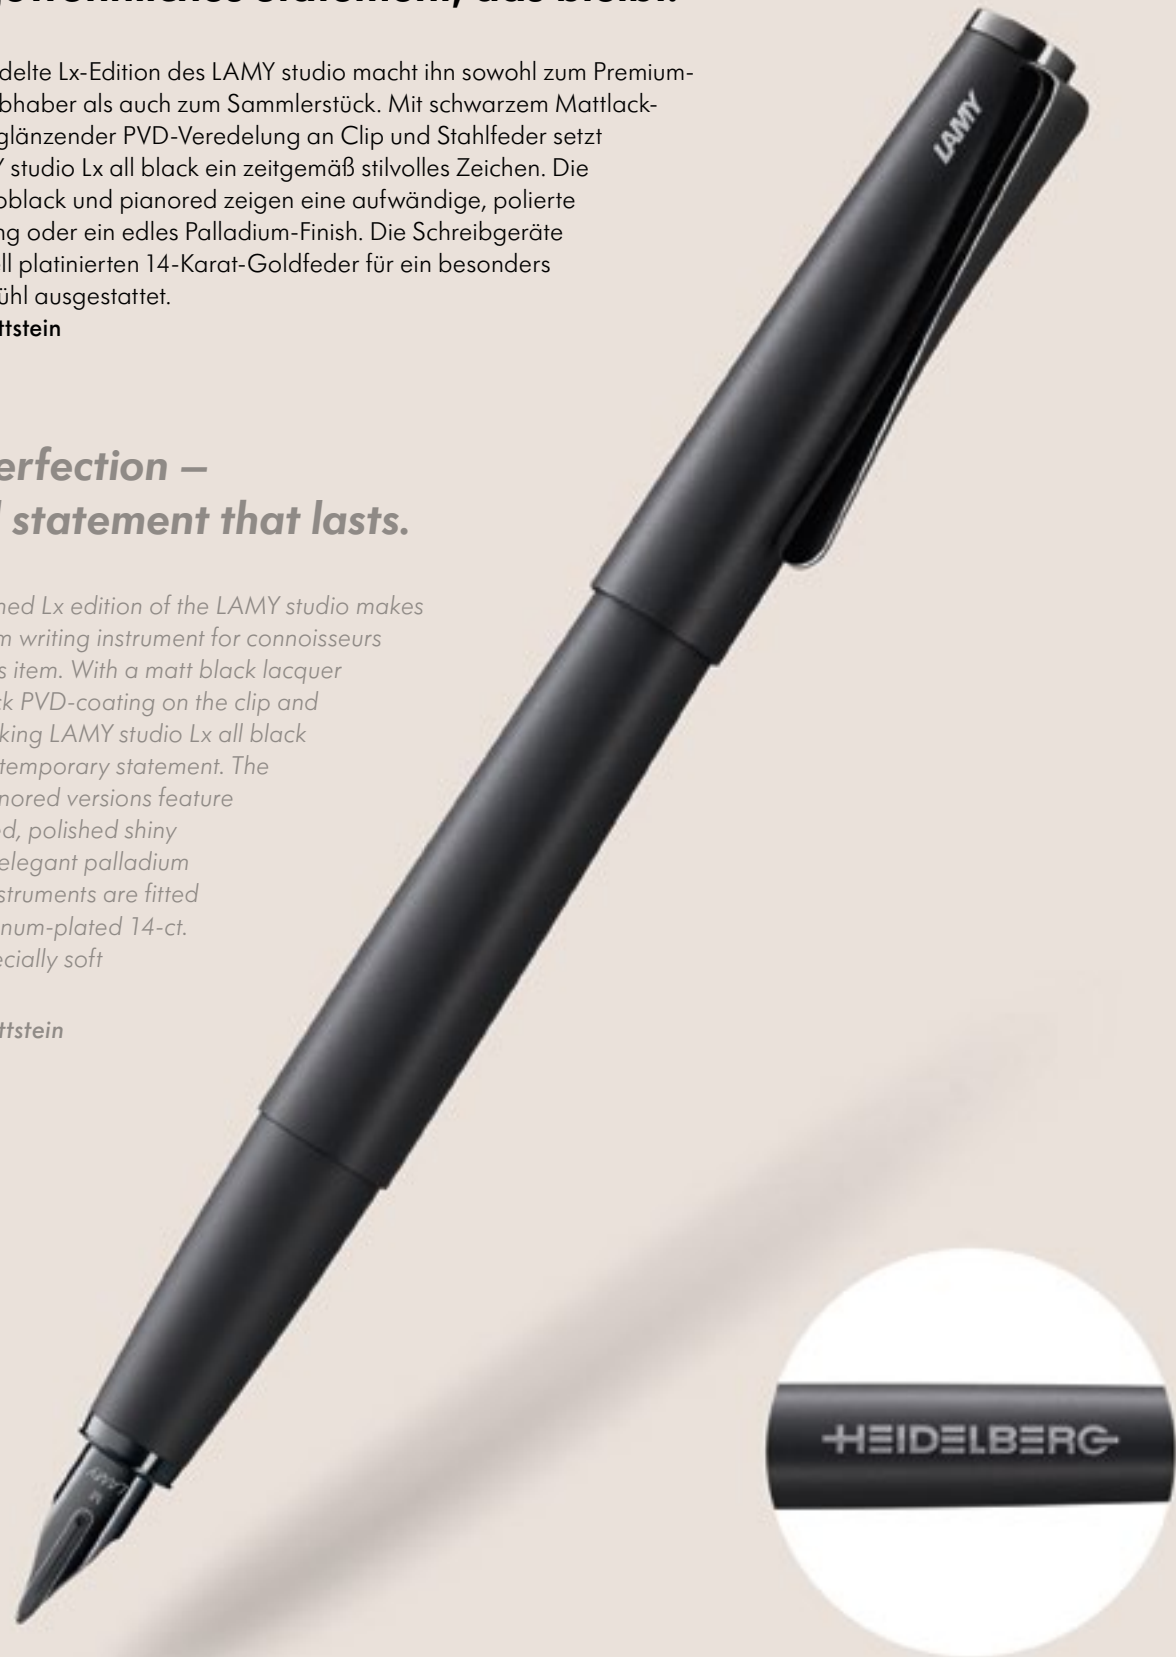 delte Lx-Edition des LAMY studio macht ihn sowohl zum Premium-
bhaber als auch zum Sammlerstück. Mit schwarzem Mattlack-
glänzender PVD-Veredelung an Clip und Stahlfeder setzt
Y studio Lx all black ein zeitgemäß stilvolles Zeichen. Die
oblack und pianored zeigen eine aufwändige, polierte
ng oder ein edles Palladium-Finish. Die Schreibgeräte
ll platinierten 14-Karat-Goldfeder für ein besonders
ühl ausgestattet.
ttstein
erfection –
statement that lasts.
ned Lx edition of the LAMY studio makes
m writing instrument for connoisseurs
s item. With a matt black lacquer
ck PVD-coating on the clip and
king LAMY studio Lx all black
temporary statement. The
nored versions feature
d, polished shiny
elegant palladium
struments are fitted
num-plated 14-ct.
ecially soft
ttstein
LAMY
LAMY
M
HEIDELBERG